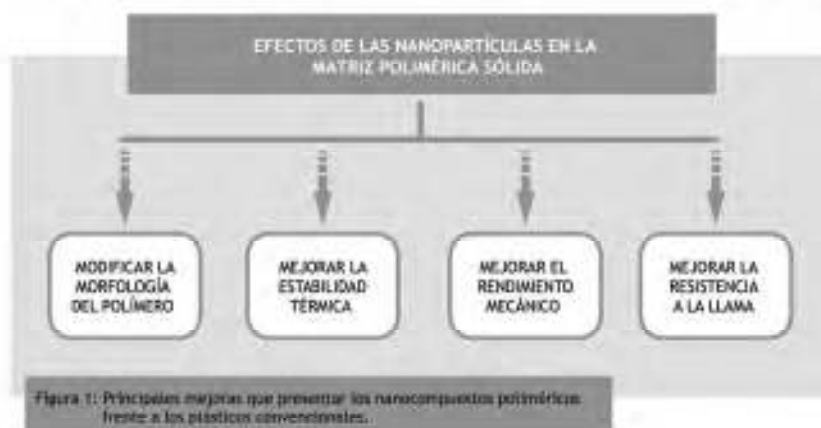 EFECTOS DE LAS NANOPARTÍCULAS EN LA
MATRIZ POLIMÉRICA SÓLIDA
MODIFICAR LA
MORFOLOGÍA
DEL POLÍMERO
MEJORAR LA
ESTABILIDAD
TÉRMICA
MEJORAR EL
RENDIMIENTO
MECÁNICO
MEJORAR LA
RESISTENCIA
A LA LLAMA
Figura 1: Principales mejoras que presentan los nanocompuestos poliméricos
frente a los plásticos convencionales.